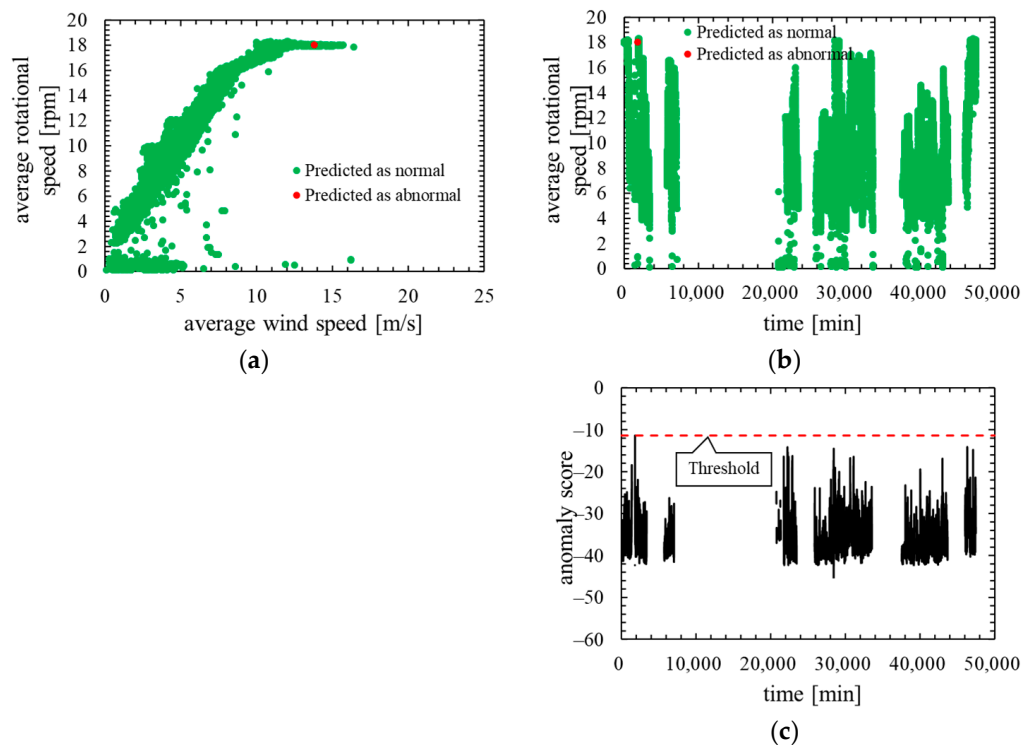 20
18
16
14
12
10
8
6
4
2
0
average rotational
speed [rpm]
Predicted as normal
Predicted as abnormal
0
5
10
15
20
25
average wind speed [m/s]
(a)
20
18
16
14
12
10
8
6
4
2
0
average rotational
speed [rpm]
Predicted as normal
Predicted as abnormal
0
10,000
20,000
30,000
40,000
50,000
time [min]
(b)
0
–10
–20
–30
–40
–50
–60
anomaly score
Threshold
0
10,000
20,000
30,000
40,000
50,000
time [min]
(c)